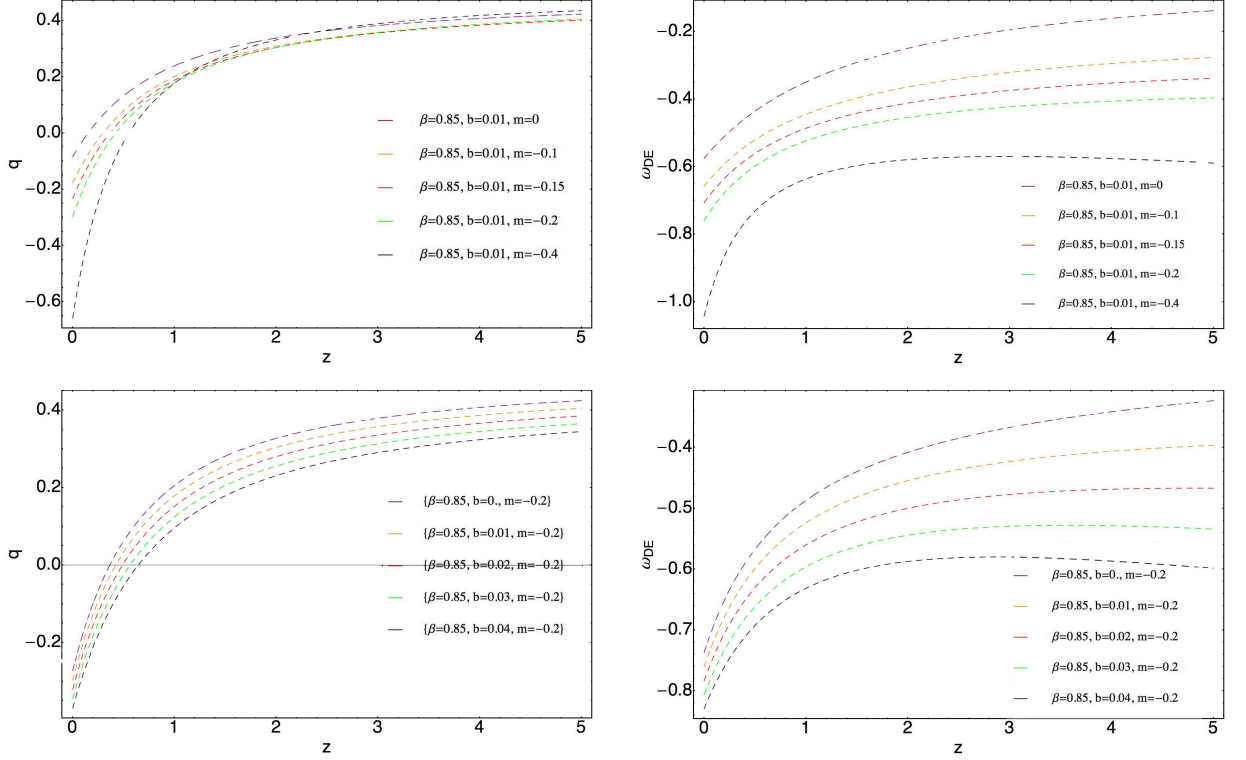 0.4
0.2
0.0
−0.2
−0.4
−0.6
q
β=0.85, b=0.01, m=0
β=0.85, b=0.01, m=−0.1
β=0.85, b=0.01, m=−0.15
β=0.85, b=0.01, m=−0.2
β=0.85, b=0.01, m=−0.4
0 1 2 3 4 5
z
−0.2
−0.4
−0.6
−0.8
−1.0
ωDE
β=0.85, b=0.01, m=0
β=0.85, b=0.01, m=−0.1
β=0.85, b=0.01, m=−0.15
β=0.85, b=0.01, m=−0.2
β=0.85, b=0.01, m=−0.4
0 1 2 3 4 5
z
0.4
0.2
0.0
−0.2
q
{β=0.85, b=0., m=−0.2}
{β=0.85, b=0.01, m=−0.2}
{β=0.85, b=0.02, m=−0.2}
{β=0.85, b=0.03, m=−0.2}
{β=0.85, b=0.04, m=−0.2}
0 1 2 3 4 5
z
−0.4
−0.5
−0.6
−0.7
−0.8
ωDE
β=0.85, b=0., m=−0.2
β=0.85, b=0.01, m=−0.2
β=0.85, b=0.02, m=−0.2
β=0.85, b=0.03, m=−0.2
β=0.85, b=0.04, m=−0.2
0 1 2 3 4 5
z